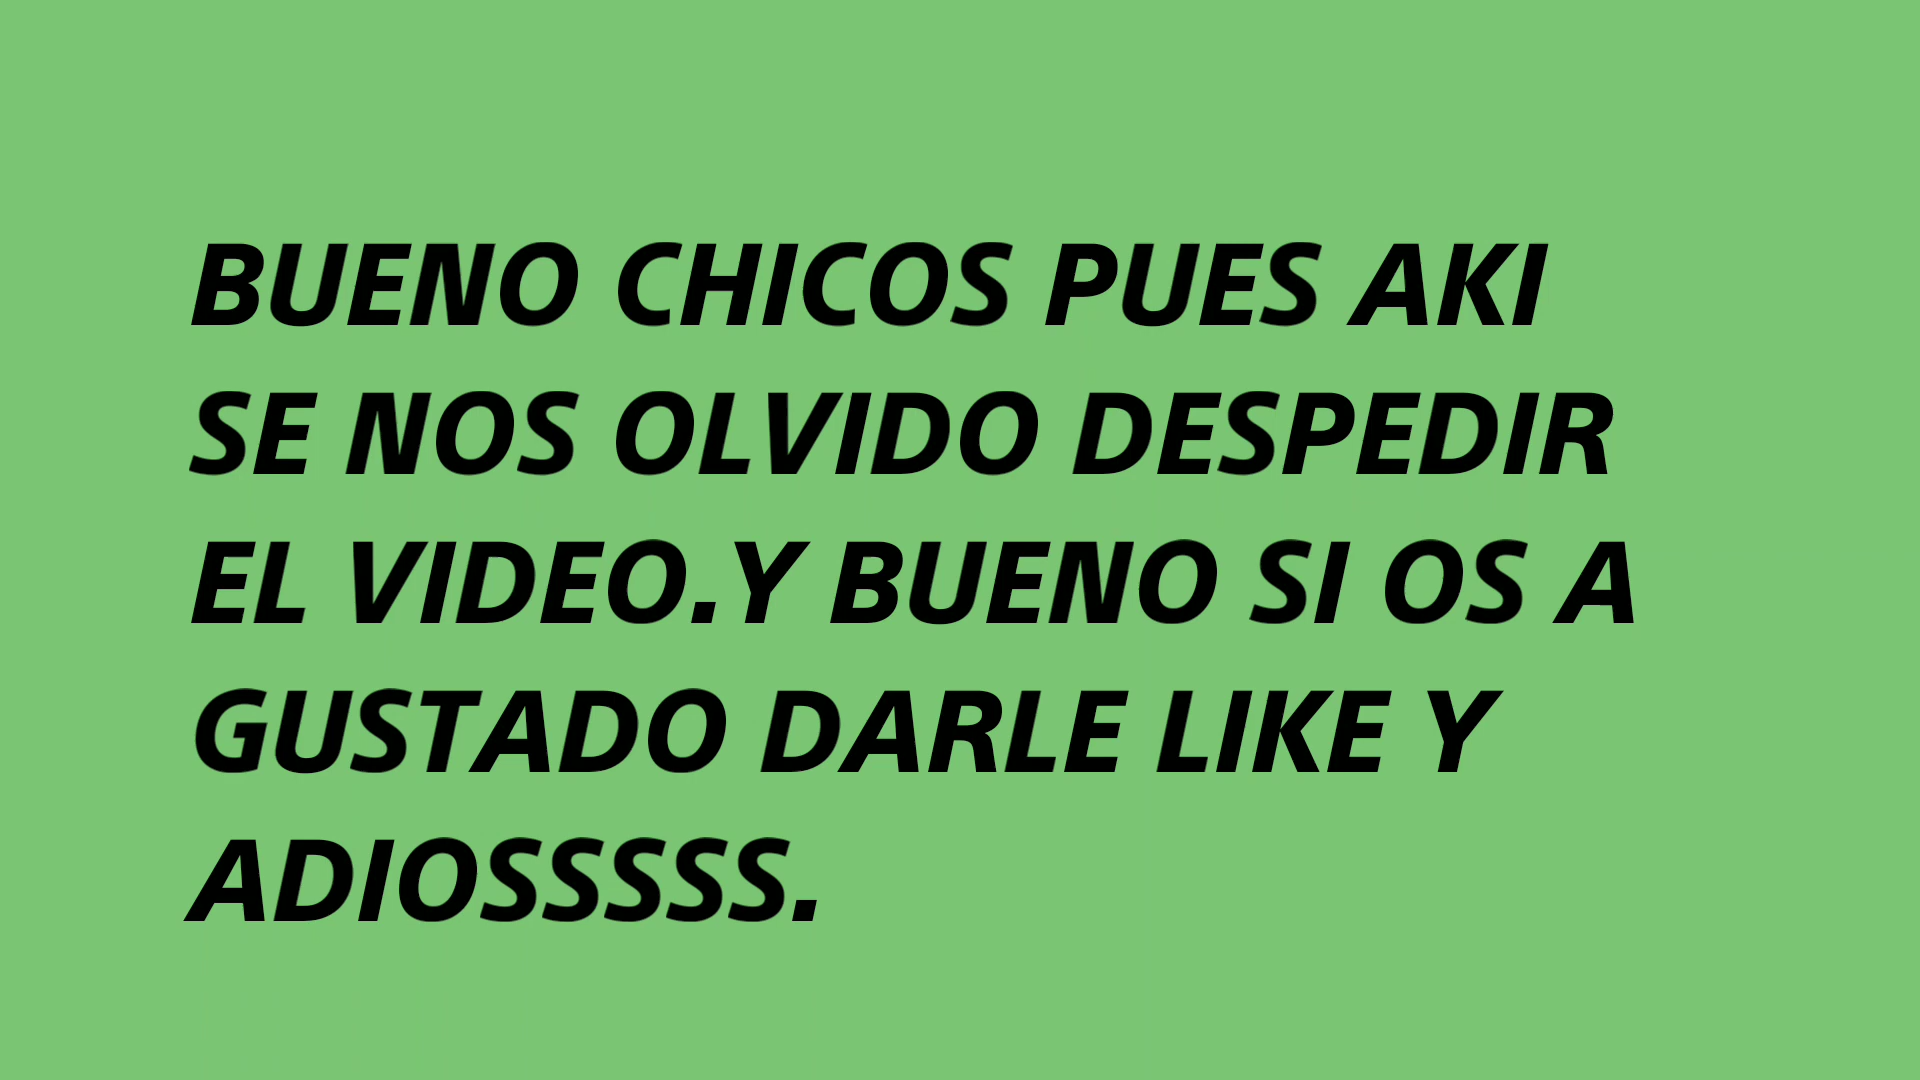 BUENO CHICOS PUES AKI
SE NOS OLVIDO DESPEDIR
EL VIDEO.Y BUENO SI OS A
GUSTADO DARLE LIKE Y
ADIOSSSSS.